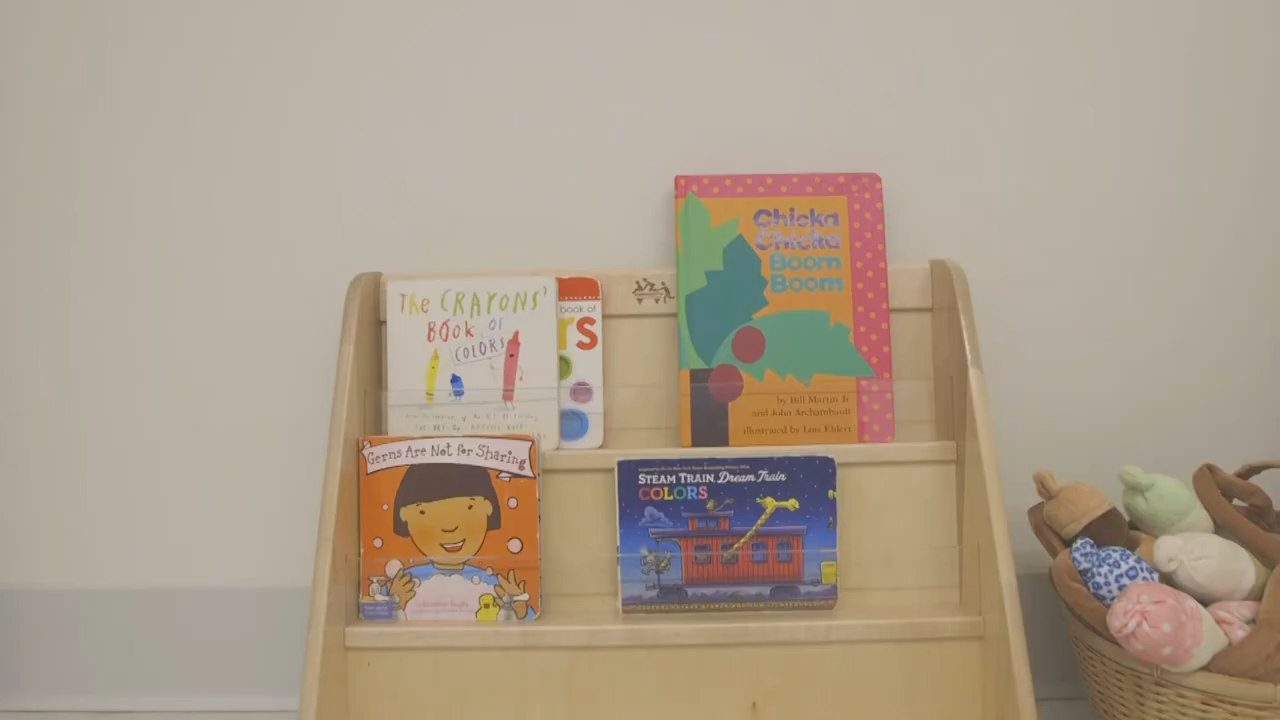 THE CRAYONS'
BOOK OF
COLORS
book of
rs
Chicka
Chicka
Boom
Boom
by Bill Martin Jr
and John Archambault
illustrated by Lois Ehlert
Germs Are Not for Sharing
STEAM TRAIN, Dream Train
COLORS